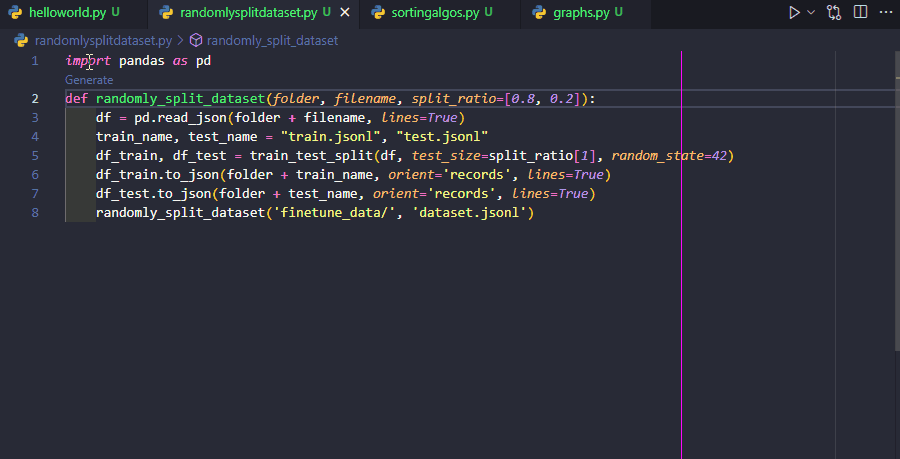 helloworld.py U randomlysplitdataset.py U sortingalgos.py U graphs.py U
randomlysplitdataset.py > randomly_split_dataset
1 import pandas as pd
Generate
2 def randomly_split_dataset(folder, filename, split_ratio=[0.8, 0.2]):
3 df = pd.read_json(folder + filename, lines=True)
4 train_name, test_name = "train.jsonl", "test.jsonl"
5 df_train, df_test = train_test_split(df, test_size=split_ratio[1], random_state=42)
6 df_train.to_json(folder + train_name, orient='records', lines=True)
7 df_test.to_json(folder + test_name, orient='records', lines=True)
8 randomly_split_dataset('finetune_data/', 'dataset.jsonl')